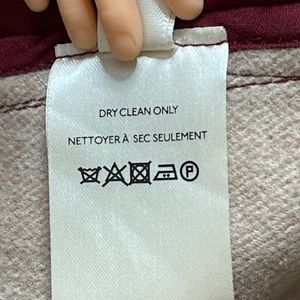 DRY CLEAN ONLY
NETTOYER À SEC SEULEMENT
P